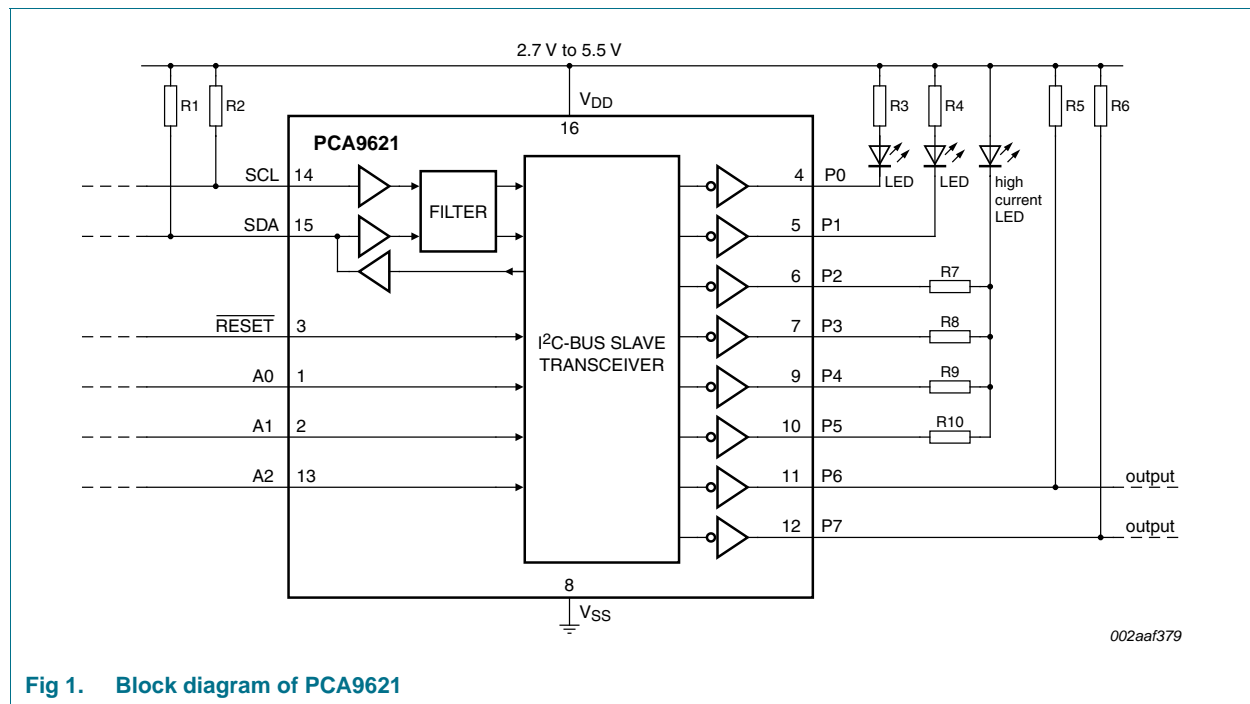 2.7 V to 5.5 V
R1
R2
VDD
16
R3
R4
R5
R6
PCA9621
LED
LED
high
current
LED
SCL
14
FILTER
4
P0
SDA
15
5
P1
6
P2
R7
RESET
3
I2C-BUS SLAVE
TRANSCEIVER
7
P3
R8
A0
1
9
P4
R9
A1
2
10
P5
R10
A2
13
11
P6
output
12
P7
output
8
VSS
002aaf379
Fig 1. Block diagram of PCA9621